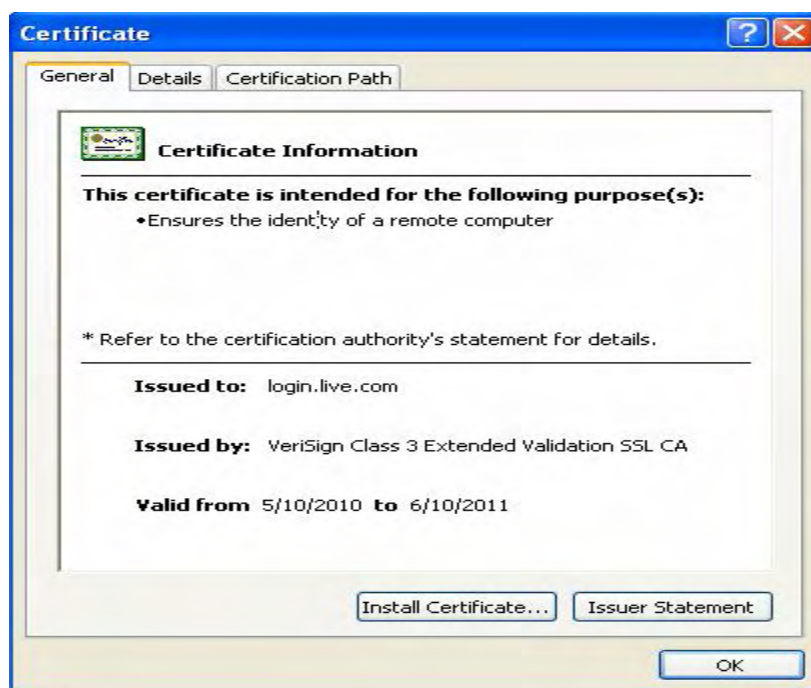 Certificate
General Details Certification Path
Certificate Information
This certificate is intended for the following purpose(s):
•Ensures the identity of a remote computer
* Refer to the certification authority's statement for details.
Issued to: login.live.com
Issued by: VeriSign Class 3 Extended Validation SSL CA
Valid from 5/10/2010 to 6/10/2011
Install Certificate... Issuer Statement
OK